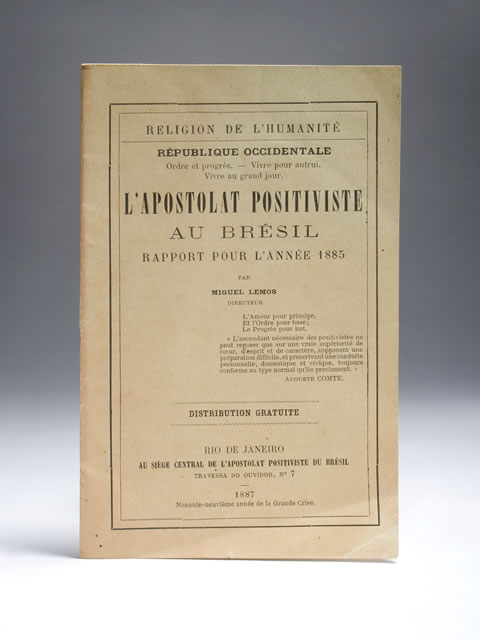 RELIGION DE L'HUMANITÉ
RÉPUBLIQUE OCCIDENTALE
Ordre et progrès. — Vivre pour autrui.
Vivre au grand jour.
L'APOSTOLAT POSITIVISTE
AU BRÉSIL
RAPPORT POUR L'ANNÉE 1885
PAR
MIGUEL LEMOS
DIRECTEUR
L'Amour pour principe,
Et l'Ordre pour base;
Le Progrès pour but.
« L'ascendant nécessaire des positivistes ne
peut reposer que sur une vraie supériorité de
cœur, d'esprit et de caractère, supposant une
préparation difficile, et prescrivant une conduite
personnelle, domestique et civique, toujours
conforme au type normal qu'ils proclament. »
AUGUSTE COMTE.
DISTRIBUTION GRATUITE
RIO DE JANEIRO
AU SIÈGE CENTRAL DE L'APOSTOLAT POSITIVISTE DU BRÉSIL
TRAVESSA DO OUVIDOR, Nº 7
—
1887
Nonante-neuvième année de la Grande Crise.